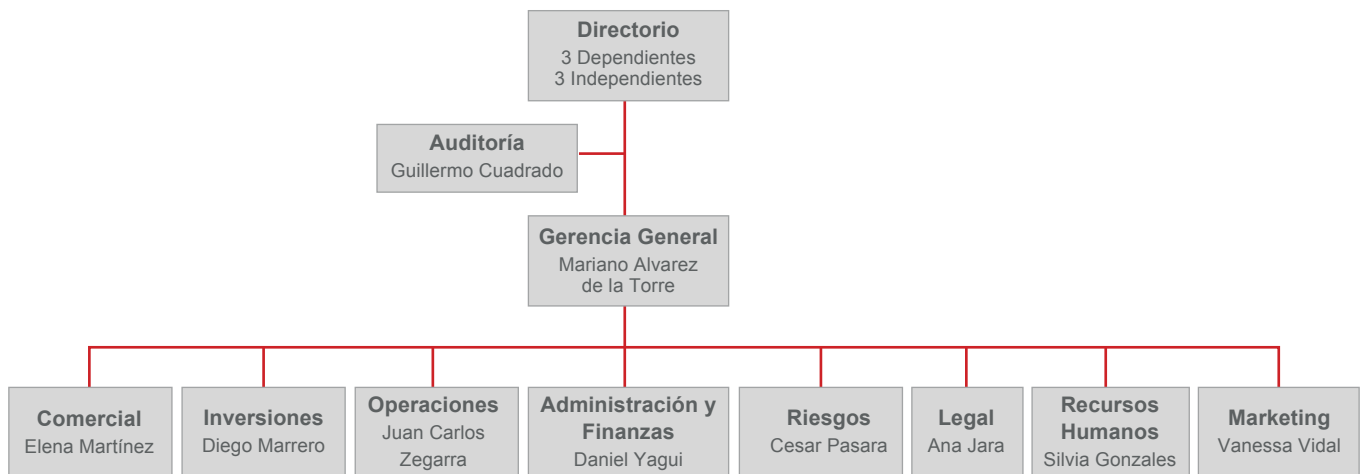 Directorio
3 Dependientes
3 Independientes
Auditoría
Guillermo Cuadrado
Gerencia General
Mariano Alvarez
de la Torre
Comercial
Elena Martínez
Inversiones
Diego Marrero
Operaciones
Juan Carlos
Zegarra
Administración y
Finanzas
Daniel Yagui
Riesgos
Cesar Pasara
Legal
Ana Jara
Recursos
Humanos
Silvia Gonzales
Marketing
Vanessa Vidal